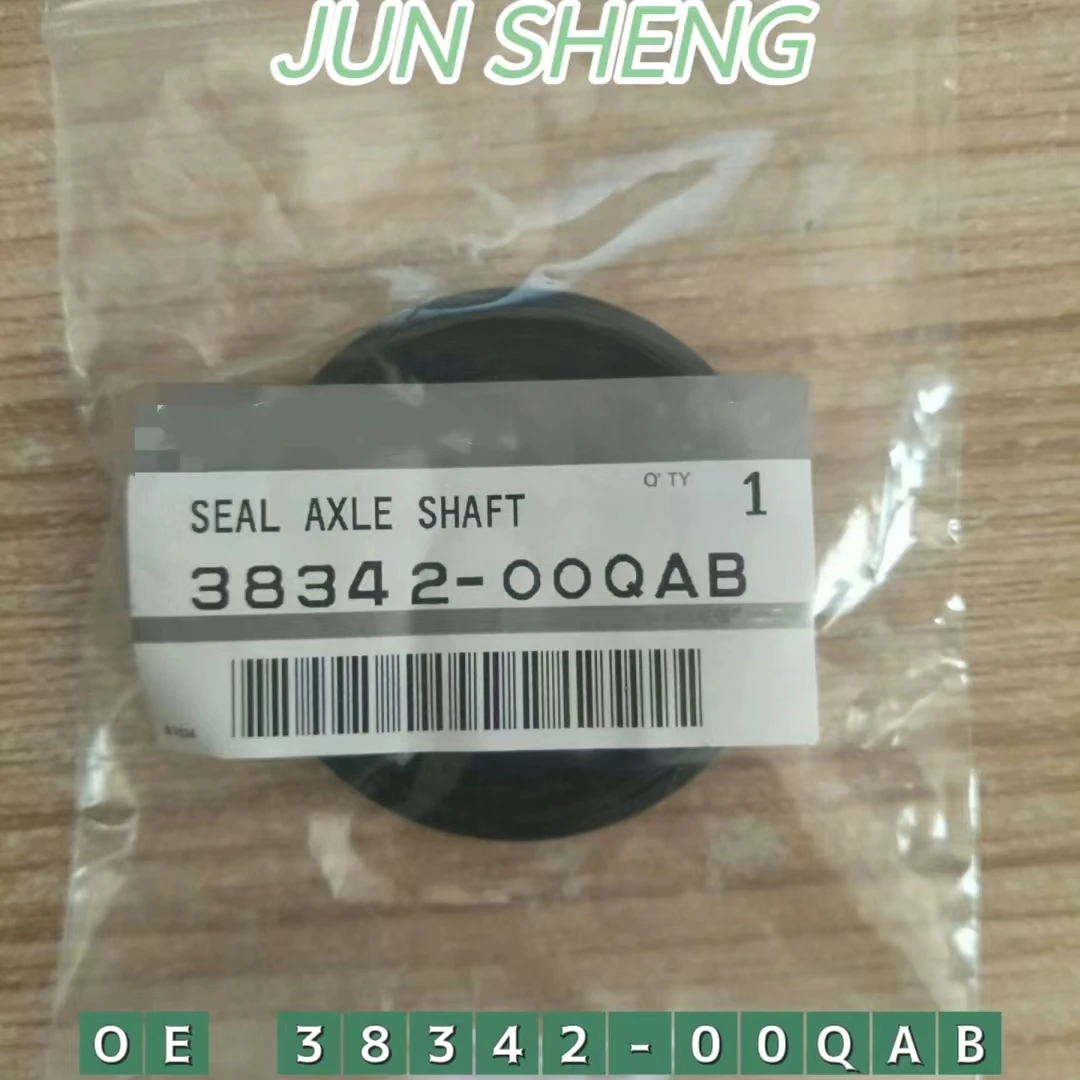 JUN SHENG
Q'TY 1
SEAL AXLE SHAFT
38342-00QAB
OE 38342-00QAB